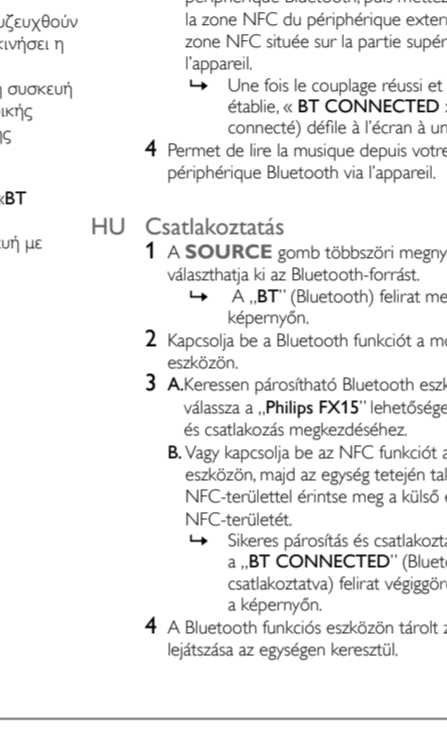 υζευχθούν
κινήσει η
η συσκευή
ικής
ης
«BT
υή με
périphérique Bluetooth, puis mettez
la zone NFC du périphérique exter
zone NFC située sur la partie supér
l'appareil.
↳ Une fois le couplage réussi et
établie, « BT CONNECTED »
connecté) défile à l'écran à un
4 Permet de lire la musique depuis votre
périphérique Bluetooth via l'appareil.
HU Csatlakoztatás
1 A SOURCE gomb többszöri megny
választhatja ki az Bluetooth-forrást.
↳ A „BT” (Bluetooth) felirat me
képernyőn.
2 Kapcsolja be a Bluetooth funkciót a mo
eszközön.
3 A.Keressen párosítható Bluetooth eszk
válassza a „Philips FX15” lehetősége
és csatlakozás megkezdéséhez.
B. Vagy kapcsolja be az NFC funkciót a
eszközön, majd az egység tetején tal
NFC-területtel érintse meg a külső e
NFC-területét.
↳ Sikeres párosítás és csatlakozta
a „BT CONNECTED” (Blueto
csatlakoztatva) felirat végiggör
a képernyőn.
4 A Bluetooth funkciós eszközön tárolt z
lejátszása az egységen keresztül.